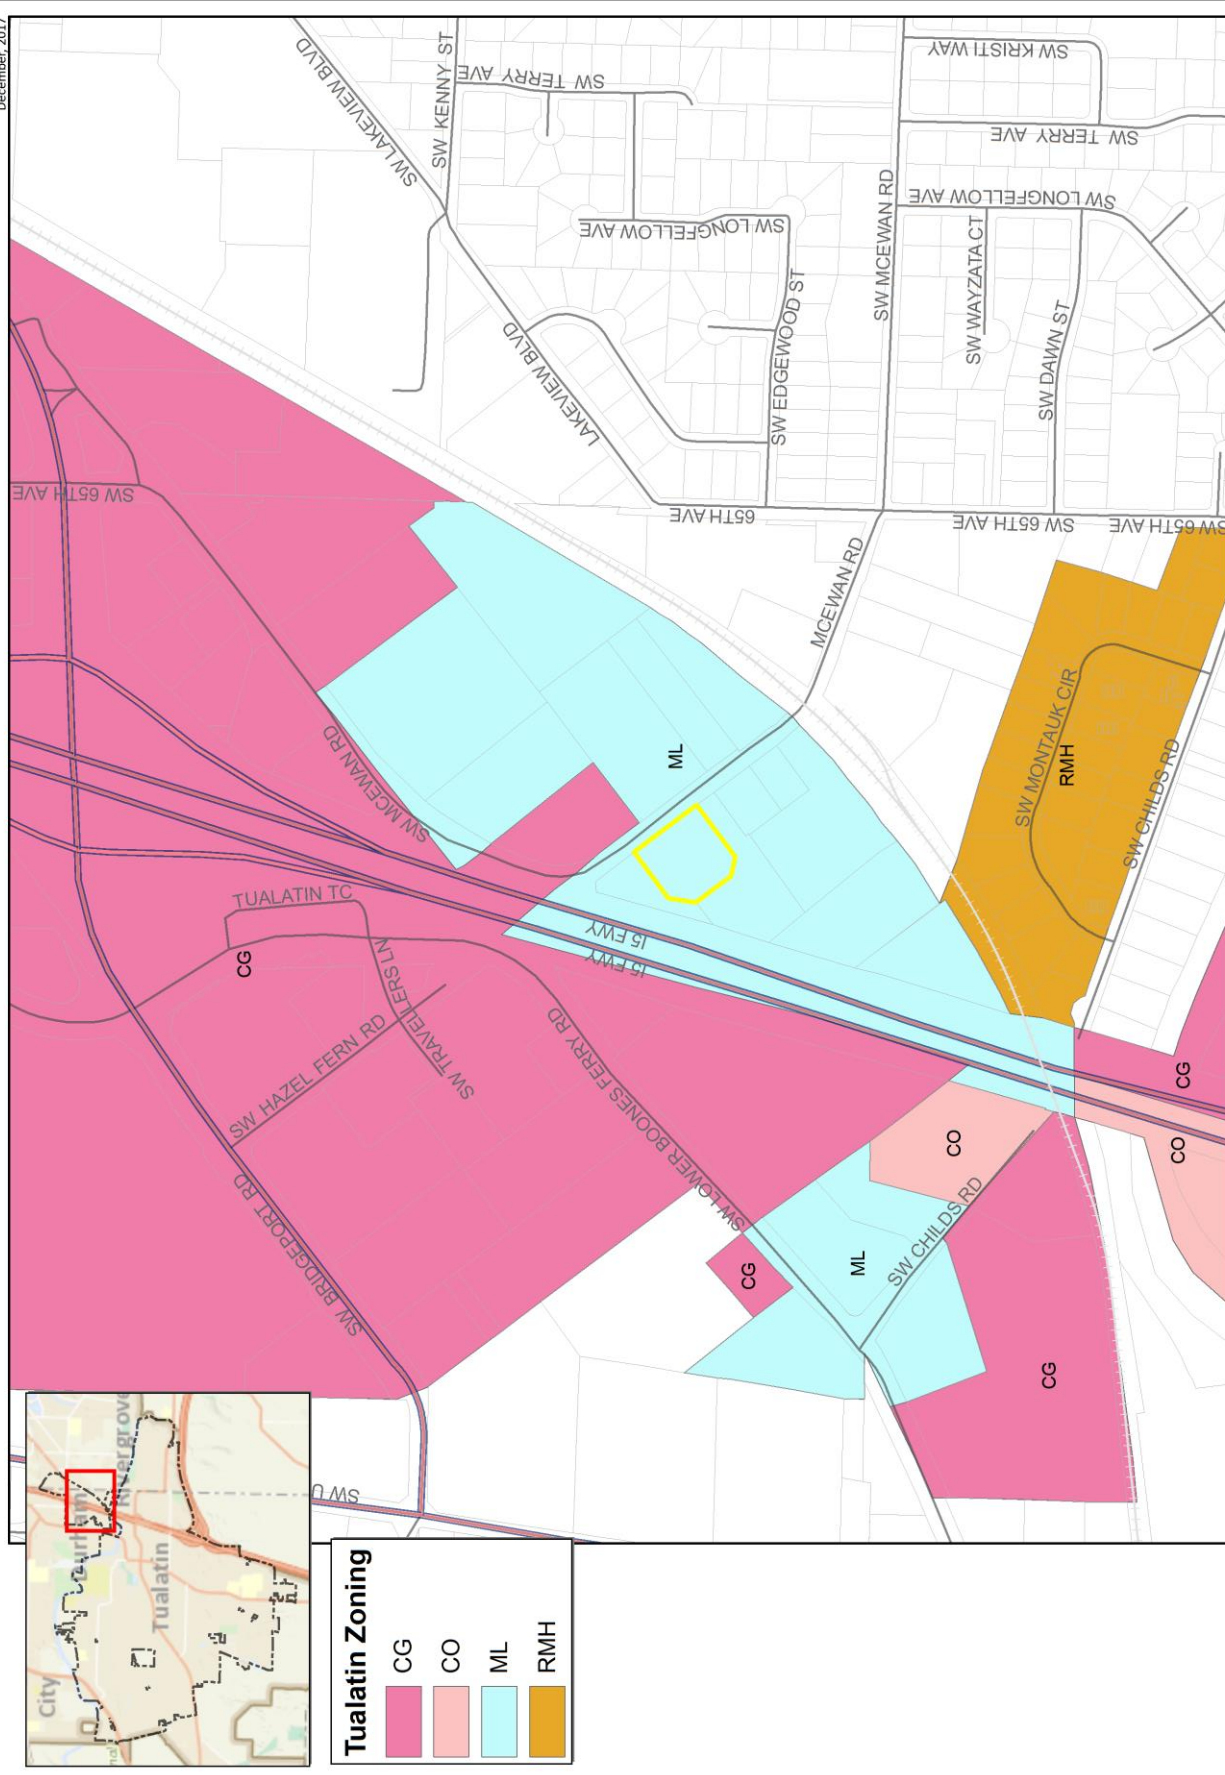 December, 2017
SW LAKEVIEW BLVD
SW KENNY ST
SW TERRY AVE
SW KRISTI WAY
SW TERRY AVE
SW LONGFELLOW AVE
SW LONGFELLOW AVE
SW MCEWAN RD
SW WAYZATA CT
SW EDGEWOOD ST
SW DAWN ST
LAKEVIEW BLVD
SW 65TH AVE
65TH AVE
SW 65TH AVE
SW 65TH AVE
MCEWAN RD
SW MCEWAN RD
ML
SW MONTAUK CIR
RMH
SW CHILDS RD
TUALATIN TC
CG
I5 FWY
I5 FWY
SW TRAVELLERS LN
SW HAZEL FERN RD
SW LOWER BOONES FERRY RD
SW BRIDGEPORT RD
CG
CO
CO
SW CHILDS RD
CG
ML
CG
SW U
City
Durham
Rivergrove
Tualatin
Tualatin Zoning
CG
CO
ML
RMH